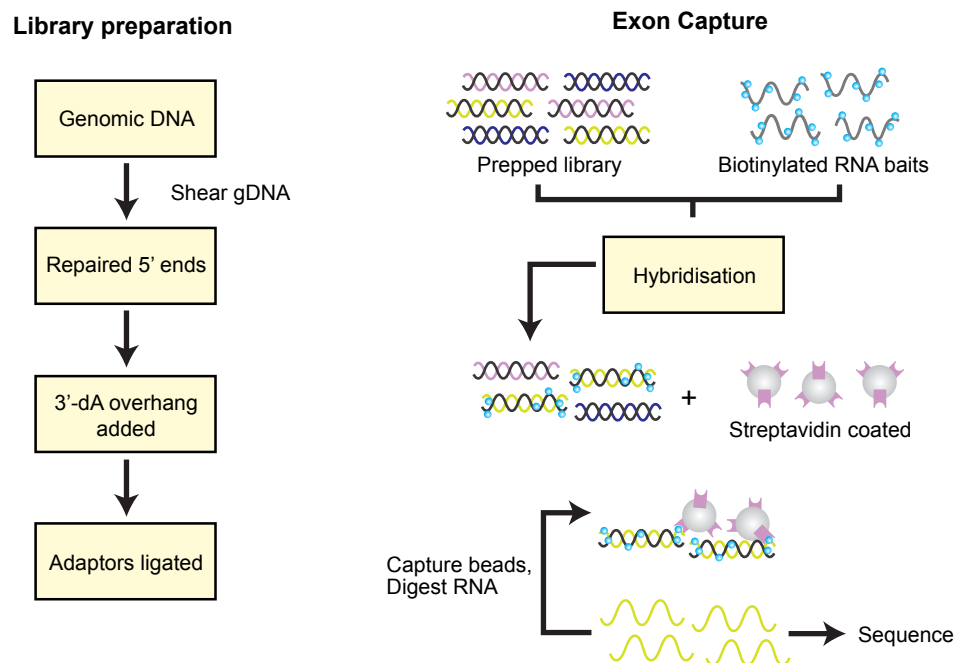 Library preparation
Genomic DNA
Shear gDNA
Repaired 5’ ends
3’-dA overhang
added
Adaptors ligated
Exon Capture
Prepped library
Biotinylated RNA baits
Hybridisation
+
Streptavidin coated
Capture beads,
Digest RNA
Sequence